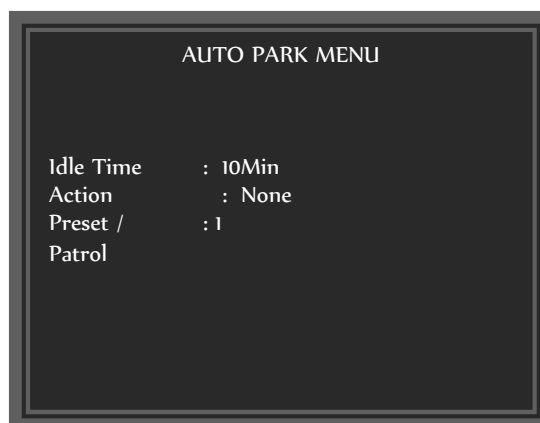 AUTO PARK MENU
Idle Time : 10Min
Action : None
Preset / : 1
Patrol